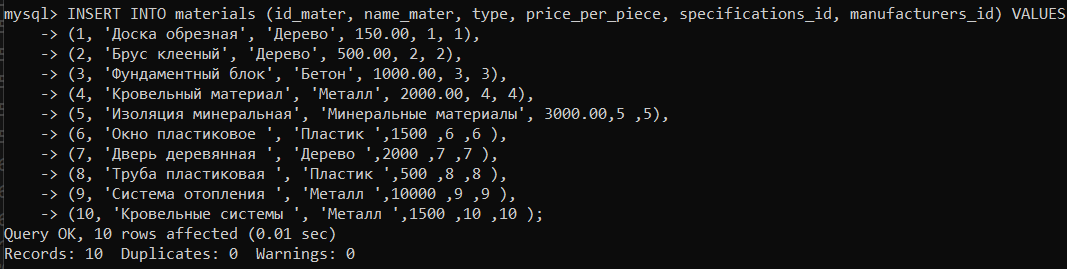 mysql> INSERT INTO materials (id_mater, name_mater, type, price_per_piece, specifications_id, manufacturers_id) VALUES
    -> (1, 'Доска обрезная', 'Дерево', 150.00, 1, 1),
    -> (2, 'Брус клееный', 'Дерево', 500.00, 2, 2),
    -> (3, 'Фундаментный блок', 'Бетон', 1000.00, 3, 3),
    -> (4, 'Кровельный материал', 'Металл', 2000.00, 4, 4),
    -> (5, 'Изоляция минеральная', 'Минеральные материалы', 3000.00,5 ,5),
    -> (6, 'Окно пластиковое ', 'Пластик ',1500 ,6 ,6 ),
    -> (7, 'Дверь деревянная ', 'Дерево ',2000 ,7 ,7 ),
    -> (8, 'Труба пластиковая ', 'Пластик ',500 ,8 ,8 ),
    -> (9, 'Система отопления ', 'Металл ',10000 ,9 ,9 ),
    -> (10, 'Кровельные системы ', 'Металл ',1500 ,10 ,10 );
Query OK, 10 rows affected (0.01 sec)
Records: 10  Duplicates: 0  Warnings: 0